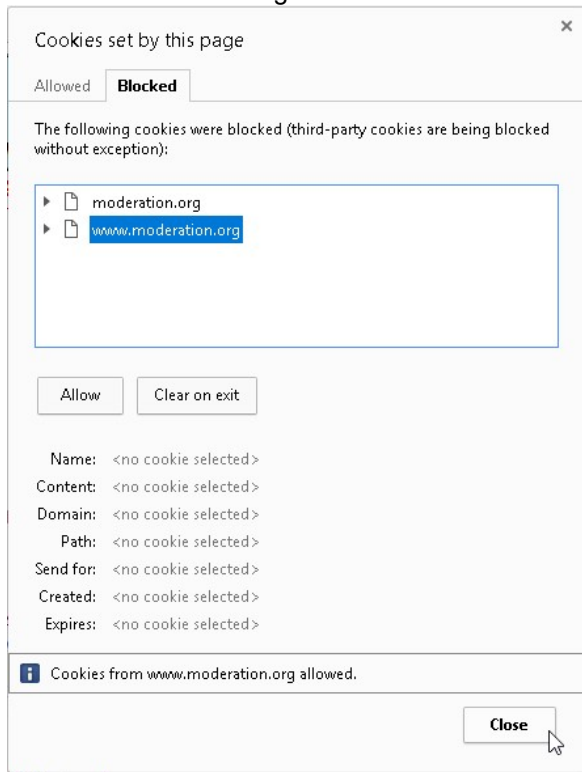 Cookies set by this page
Allowed Blocked
The following cookies were blocked (third-party cookies are being blocked
without exception):
moderation.org
www.moderation.org
Allow Clear on exit
Name: <no cookie selected>
Content: <no cookie selected>
Domain: <no cookie selected>
Path: <no cookie selected>
Send for: <no cookie selected>
Created: <no cookie selected>
Expires: <no cookie selected>
Cookies from www.moderation.org allowed.
Close